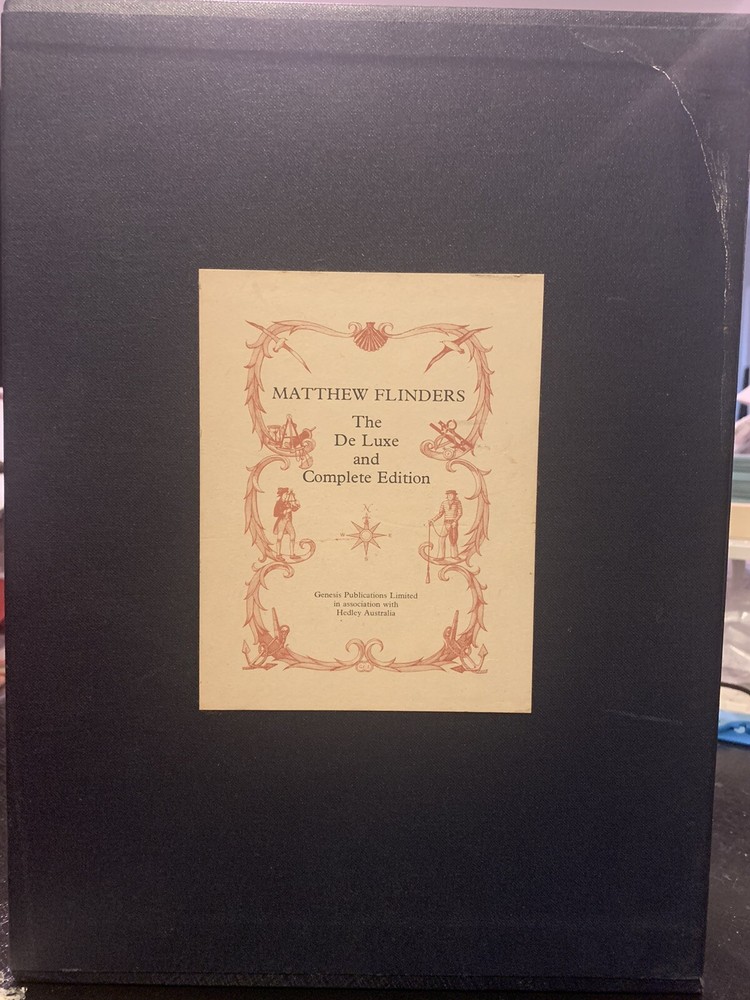 MATTHEW FLINDERS
The
De Luxe
and
Complete Edition
Genesis Publications Limited
in association with
Hedley Australia